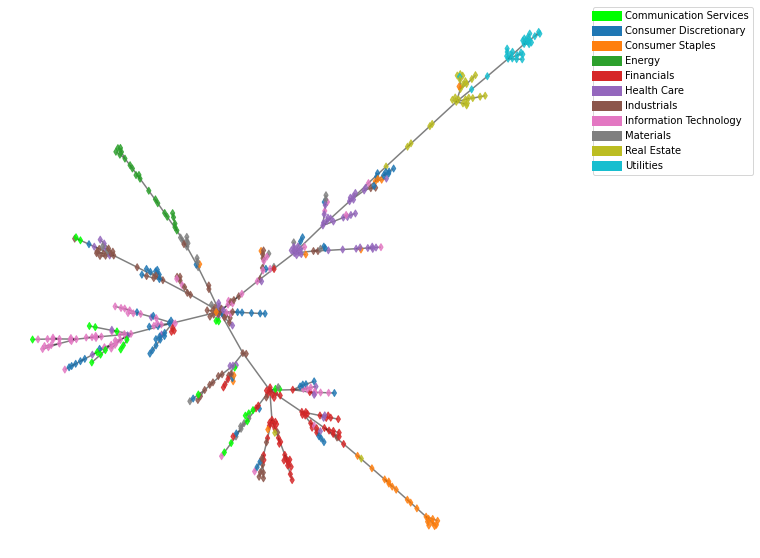 Communication Services
Consumer Discretionary
Consumer Staples
Energy
Financials
Health Care
Industrials
Information Technology
Materials
Real Estate
Utilities